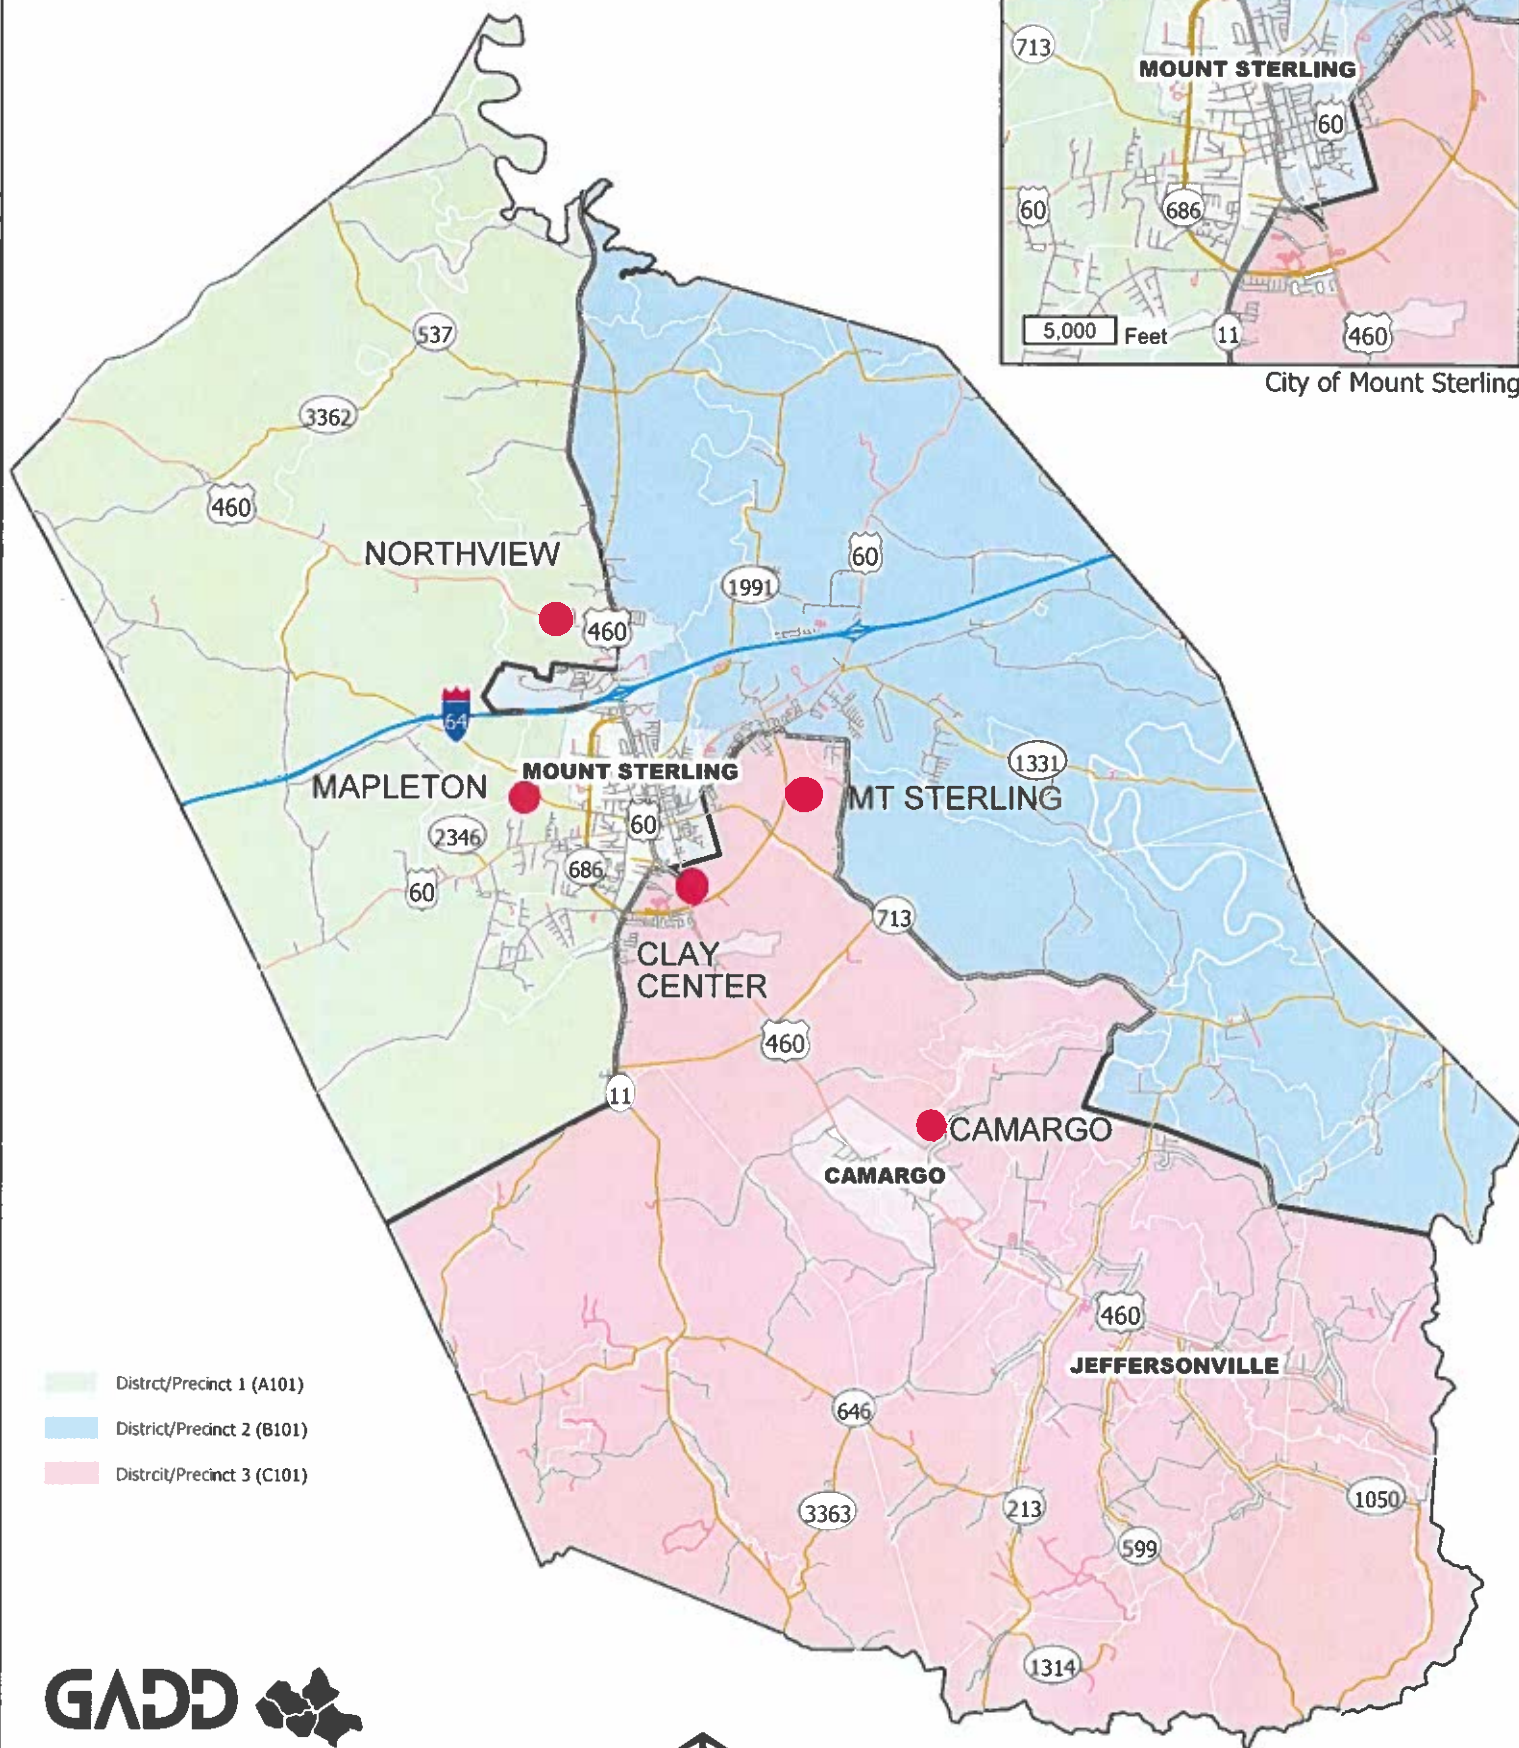 713
MOUNT STERLING
60
60
686
5,000 Feet
11
460
City of Mount Sterling
537
3362
460
NORTHVIEW
60
1991
460
64
MOUNT STERLING
1331
MAPLETON
MT STERLING
2346
60
686
60
713
CLAY
CENTER
460
11
CAMARGO
CAMARGO
460
JEFFERSONVILLE
Distrct/Precinct 1 (A101)
District/Precinct 2 (B101)
Distrcit/Precinct 3 (C101)
646
3363
213
1050
599
1314
GADD